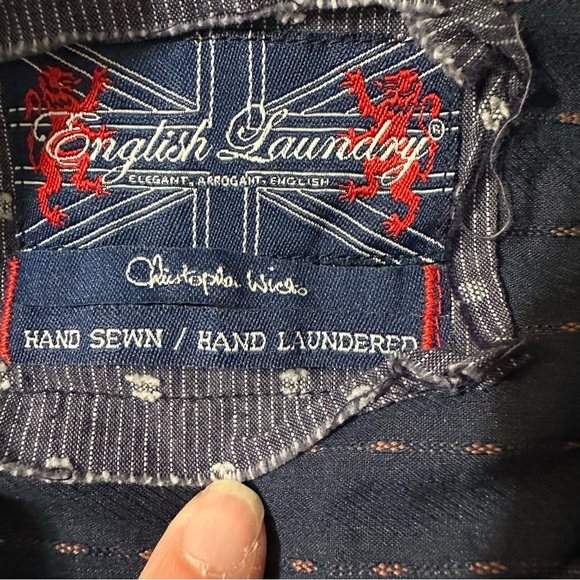 English Laundry®
ELEGANT. ARROGANT. ENGLISH
Christopher Wicks
HAND SEWN / HAND LAUNDERED